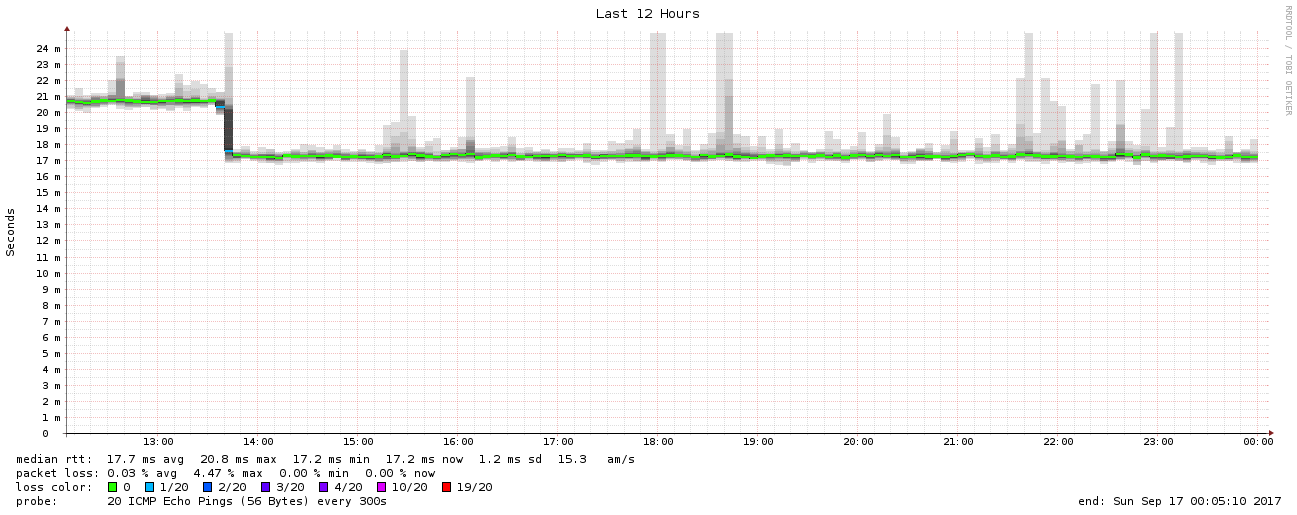 Last 12 Hours
RRDTOOL / TOBI OETIKER
Seconds
24 m
23 m
22 m
21 m
20 m
19 m
18 m
17 m
16 m
15 m
14 m
13 m
12 m
11 m
10 m
9 m
8 m
7 m
6 m
5 m
4 m
3 m
2 m
1 m
0
13:00 14:00 15:00 16:00 17:00 18:00 19:00 20:00 21:00 22:00 23:00 00:00
median rtt: 17.7 ms avg 20.8 ms max 17.2 ms min 17.2 ms now 1.2 ms sd 15.3 am/s
packet loss: 0.03 % avg 4.47 % max 0.00 % min 0.00 % now
loss color: 0 1/20 2/20 3/20 4/20 10/20 19/20
probe: 20 ICMP Echo Pings (56 Bytes) every 300s end: Sun Sep 17 00:05:10 2017